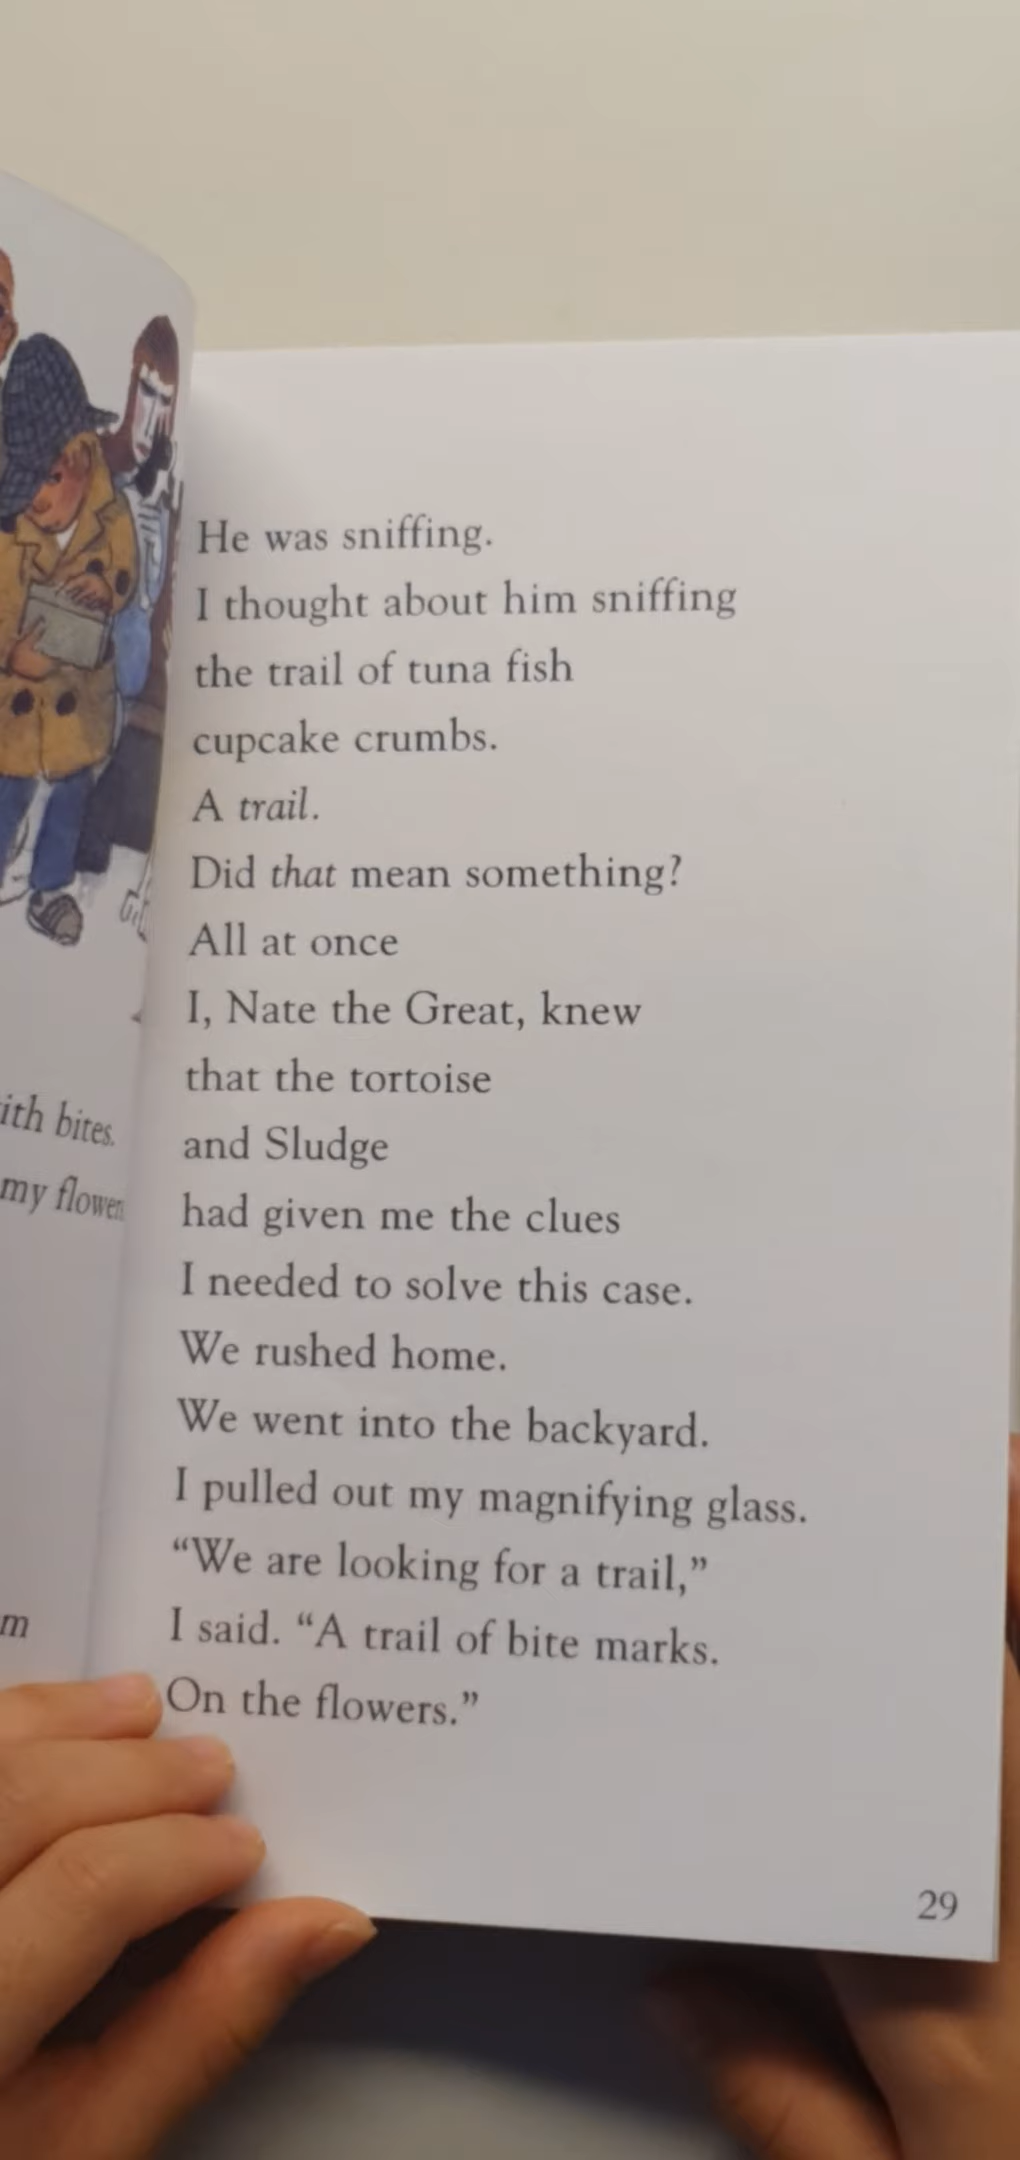 ith bites.
my flower
m
He was sniffing.
I thought about him sniffing
the trail of tuna fish
cupcake crumbs.
A trail.
Did that mean something?
All at once
I, Nate the Great, knew
that the tortoise
and Sludge
had given me the clues
I needed to solve this case.
We rushed home.
We went into the backyard.
I pulled out my magnifying glass.
“We are looking for a trail,”
I said. “A trail of bite marks.
On the flowers.”
29